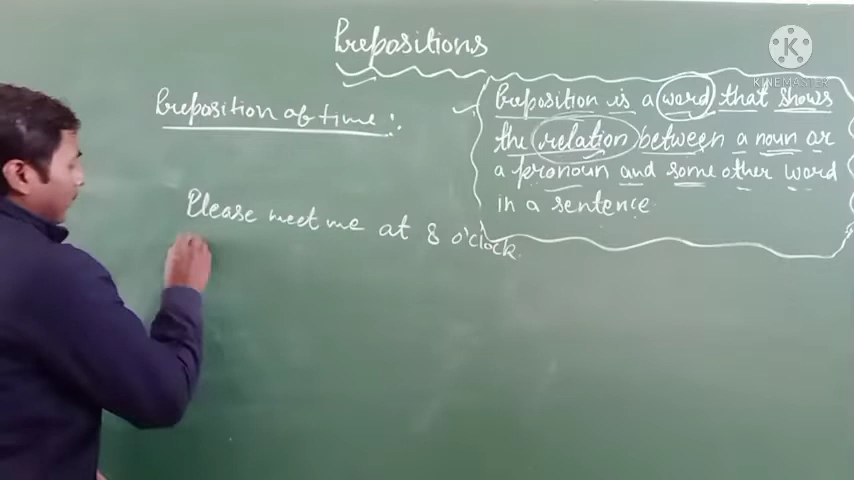 Prepositions
Preposition of time :.
Preposition is a word that shows
the relation between a noun or
a pronoun and some other word
in a sentence
Please meet me at 8 o'clock.
KINEMASTER